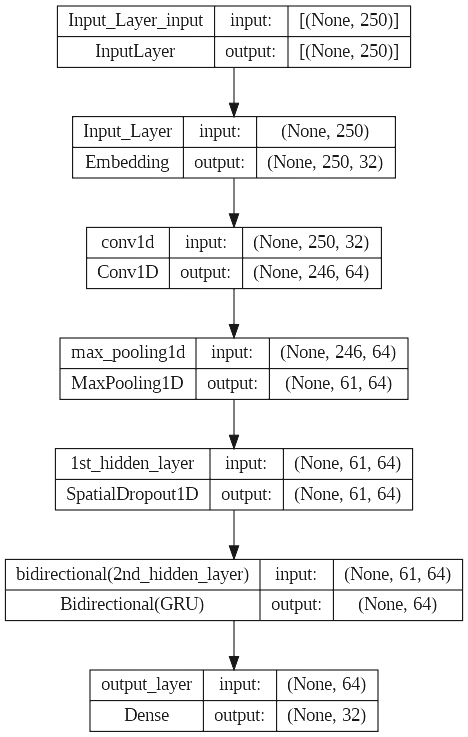 Input_Layer_input input: [(None, 250)]
InputLayer output: [(None, 250)]
Input_Layer input: (None, 250)
Embedding output: (None, 250, 32)
conv1d input: (None, 250, 32)
Conv1D output: (None, 246, 64)
max_pooling1d input: (None, 246, 64)
MaxPooling1D output: (None, 61, 64)
1st_hidden_layer input: (None, 61, 64)
SpatialDropout1D output: (None, 61, 64)
bidirectional(2nd_hidden_layer) input: (None, 61, 64)
Bidirectional(GRU) output: (None, 64)
output_layer input: (None, 64)
Dense output: (None, 32)